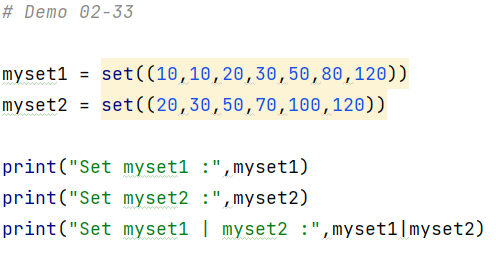 # Demo 02-33
myset1 = set((10,10,20,30,50,80,120))
myset2 = set((20,30,50,70,100,120))
print("Set myset1 :",myset1)
print("Set myset2 :",myset2)
print("Set myset1 | myset2 :",myset1|myset2)